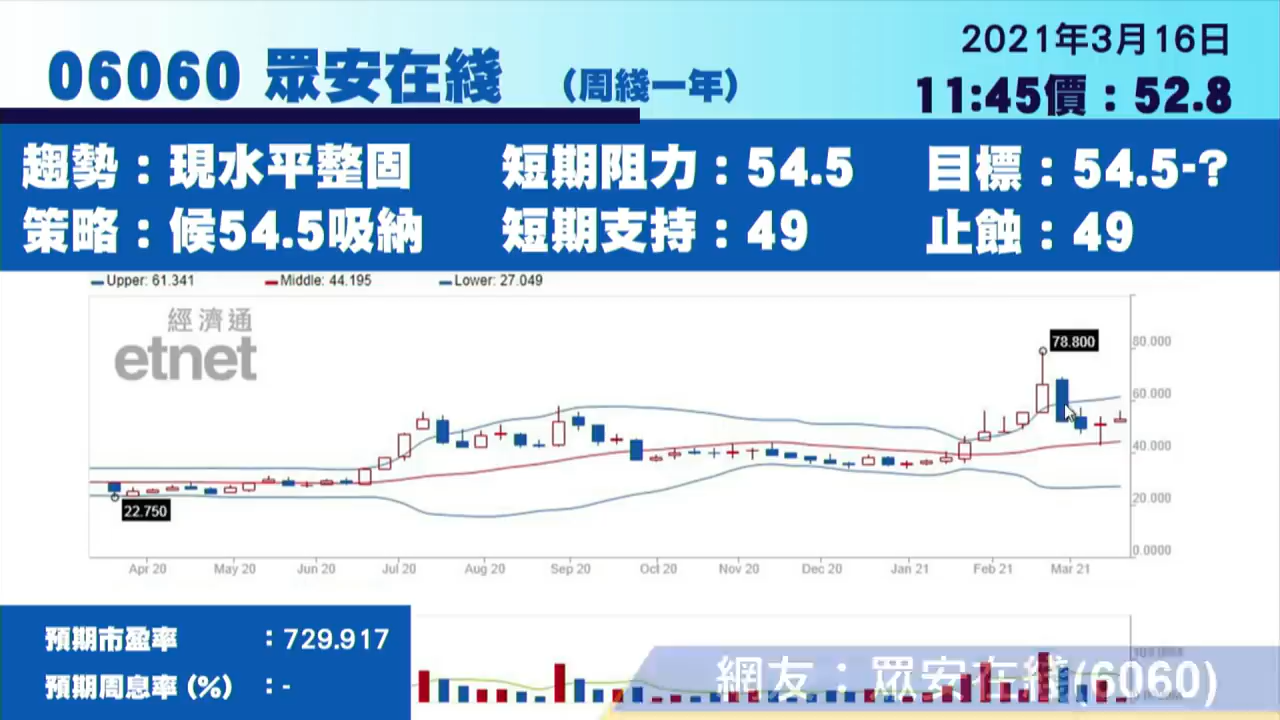 06060 眾安在綫 （周綫一年）
2021年3月16日
11:45價：52.8
趨勢：現水平整固 短期阻力：54.5 目標：54.5-?
策略：候54.5吸納 短期支持：49 止蝕：49
Upper: 61.341 Middle: 44.195 Lower: 27.049
經濟通
etnet
78.800
22.750
80.000
60.000
40.000
20.000
0.0000
Apr 20 May 20 Jun 20 Jul 20 Aug 20 Sep 20 Oct 20 Nov 20 Dec 20 Jan 21 Feb 21 Mar 21
預期市盈率 ：729.917
預期周息率 (%) ：-
網友：眾安在綫(6060)